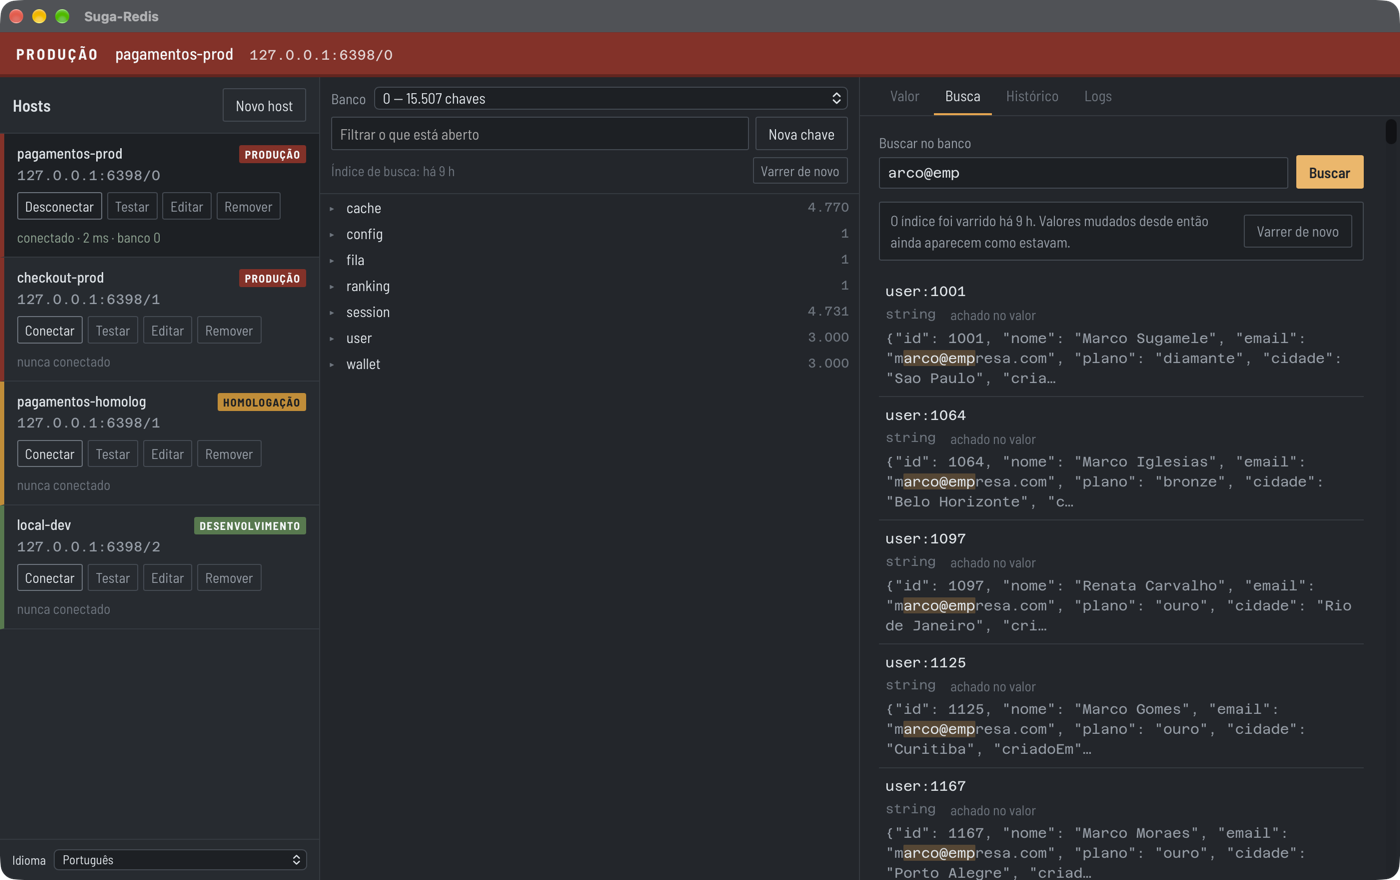 Suga-Redis
PRODUÇÃO pagamentos-prod 127.0.0.1:6398/0
Hosts
Novo host
pagamentos-prod PRODUÇÃO
127.0.0.1:6398/0
Desconectar Testar Editar Remover
conectado · 2 ms · banco 0
checkout-prod PRODUÇÃO
127.0.0.1:6398/1
Conectar Testar Editar Remover
nunca conectado
pagamentos-homolog HOMOLOGAÇÃO
127.0.0.1:6398/1
Conectar Testar Editar Remover
nunca conectado
local-dev DESENVOLVIMENTO
127.0.0.1:6398/2
Conectar Testar Editar Remover
nunca conectado
Idioma Português
Banco 0 — 15.507 chaves
Filtrar o que está aberto Nova chave
Índice de busca: há 9 h Varrer de novo
cache 4.770
config 1
fila 1
ranking 1
session 4.731
user 3.000
wallet 3.000
Valor Busca Histórico Logs
Buscar no banco
arco@emp Buscar
O índice foi varrido há 9 h. Valores mudados desde então
ainda aparecem como estavam.
Varrer de novo
user:1001
string achado no valor
{"id": 1001, "nome": "Marco Sugamele", "email":
"marco@empresa.com", "plano": "diamante", "cidade":
"Sao Paulo", "cria…
user:1064
string achado no valor
{"id": 1064, "nome": "Marco Iglesias", "email":
"marco@empresa.com", "plano": "bronze", "cidade":
"Belo Horizonte", "c…
user:1097
string achado no valor
{"id": 1097, "nome": "Renata Carvalho", "email":
"marco@empresa.com", "plano": "ouro", "cidade": "Rio
de Janeiro", "cri…
user:1125
string achado no valor
{"id": 1125, "nome": "Marco Gomes", "email":
"marco@empresa.com", "plano": "ouro", "cidade":
"Curitiba", "criadoEm"…
user:1167
string achado no valor
{"id": 1167, "nome": "Marco Moraes", "email":
"marco@empresa.com", "plano": "ouro", "cidade":
"Porto Alegre", "criad…